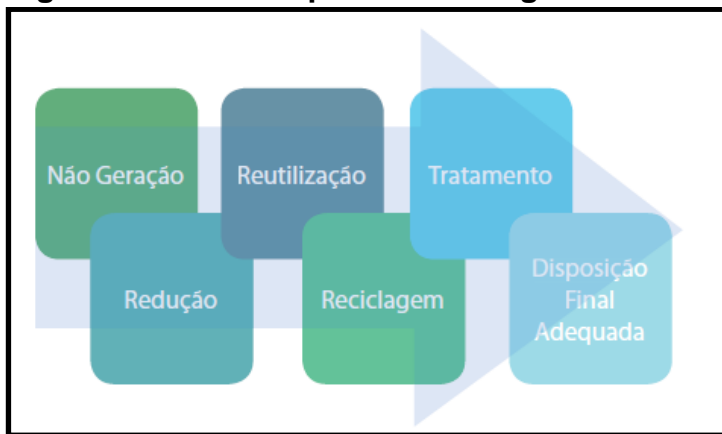 Não Geração
Redução
Reutilização
Reciclagem
Tratamento
Disposição
Final
Adequada